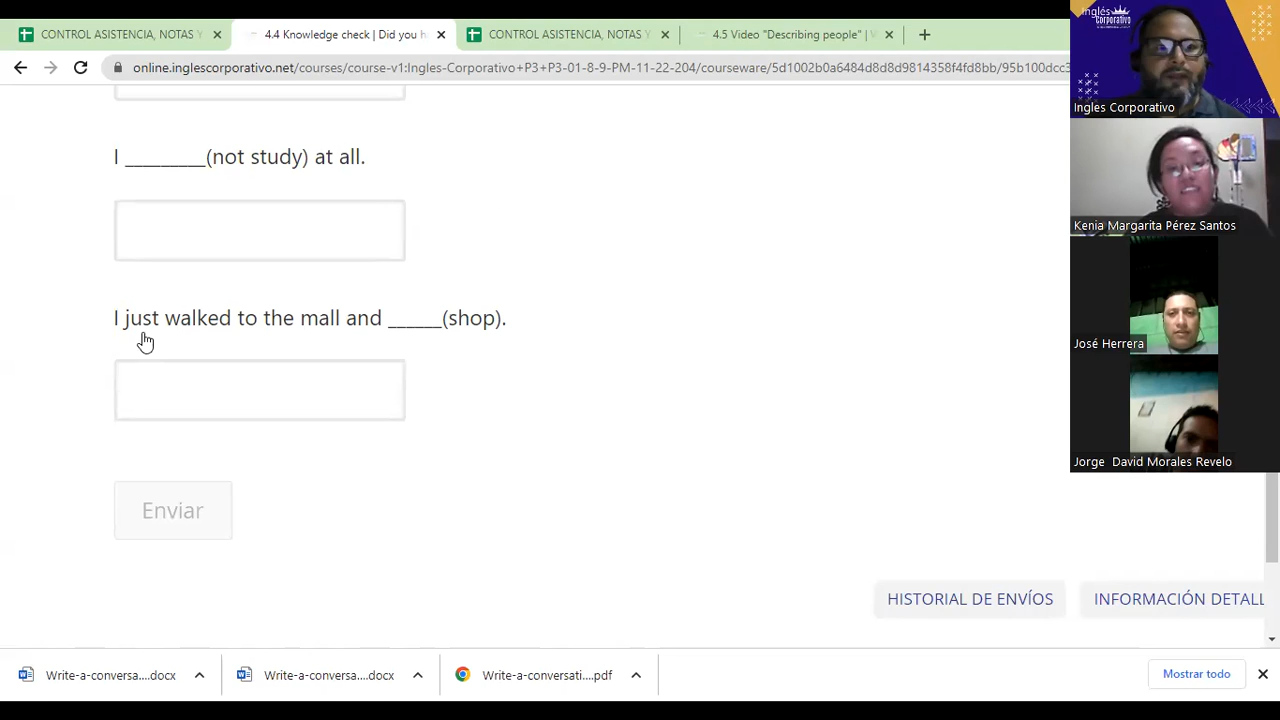 CONTROL ASISTENCIA, NOTAS Y
4.4 Knowledge check | Did you h
CONTROL ASISTENCIA, NOTAS Y
4.5 Video "Describing people" |
online.inglescorporativo.net/courses/course-v1:Ingles-Corporativo+P3+P3-01-8-9-PM-11-22-204/courseware/5d1002b0a6484d8d8d9814358f4fd8bb/95b100dcc3
Inglés
Corporativo
Ingles Corporativo
I _________(not study) at all.
Kenia Margarita Pérez Santos
I just walked to the mall and ______(shop).
José Herrera
Jorge David Morales Revelo
Enviar
HISTORIAL DE ENVÍOS
INFORMACIÓN DETALL
Write-a-conversa....docx
Write-a-conversa....docx
Write-a-conversati....pdf
Mostrar todo